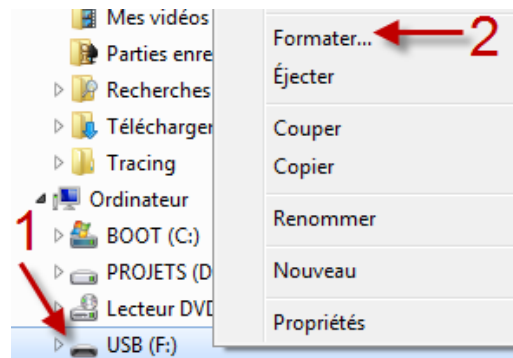 Mes vidéos
Parties enre
Recherches
Télécharger
Tracing
Ordinateur
BOOT (C:)
PROJETS (D
Lecteur DVD
USB (F:)
1
Formater...
2
Éjecter
Couper
Copier
Renommer
Nouveau
Propriétés